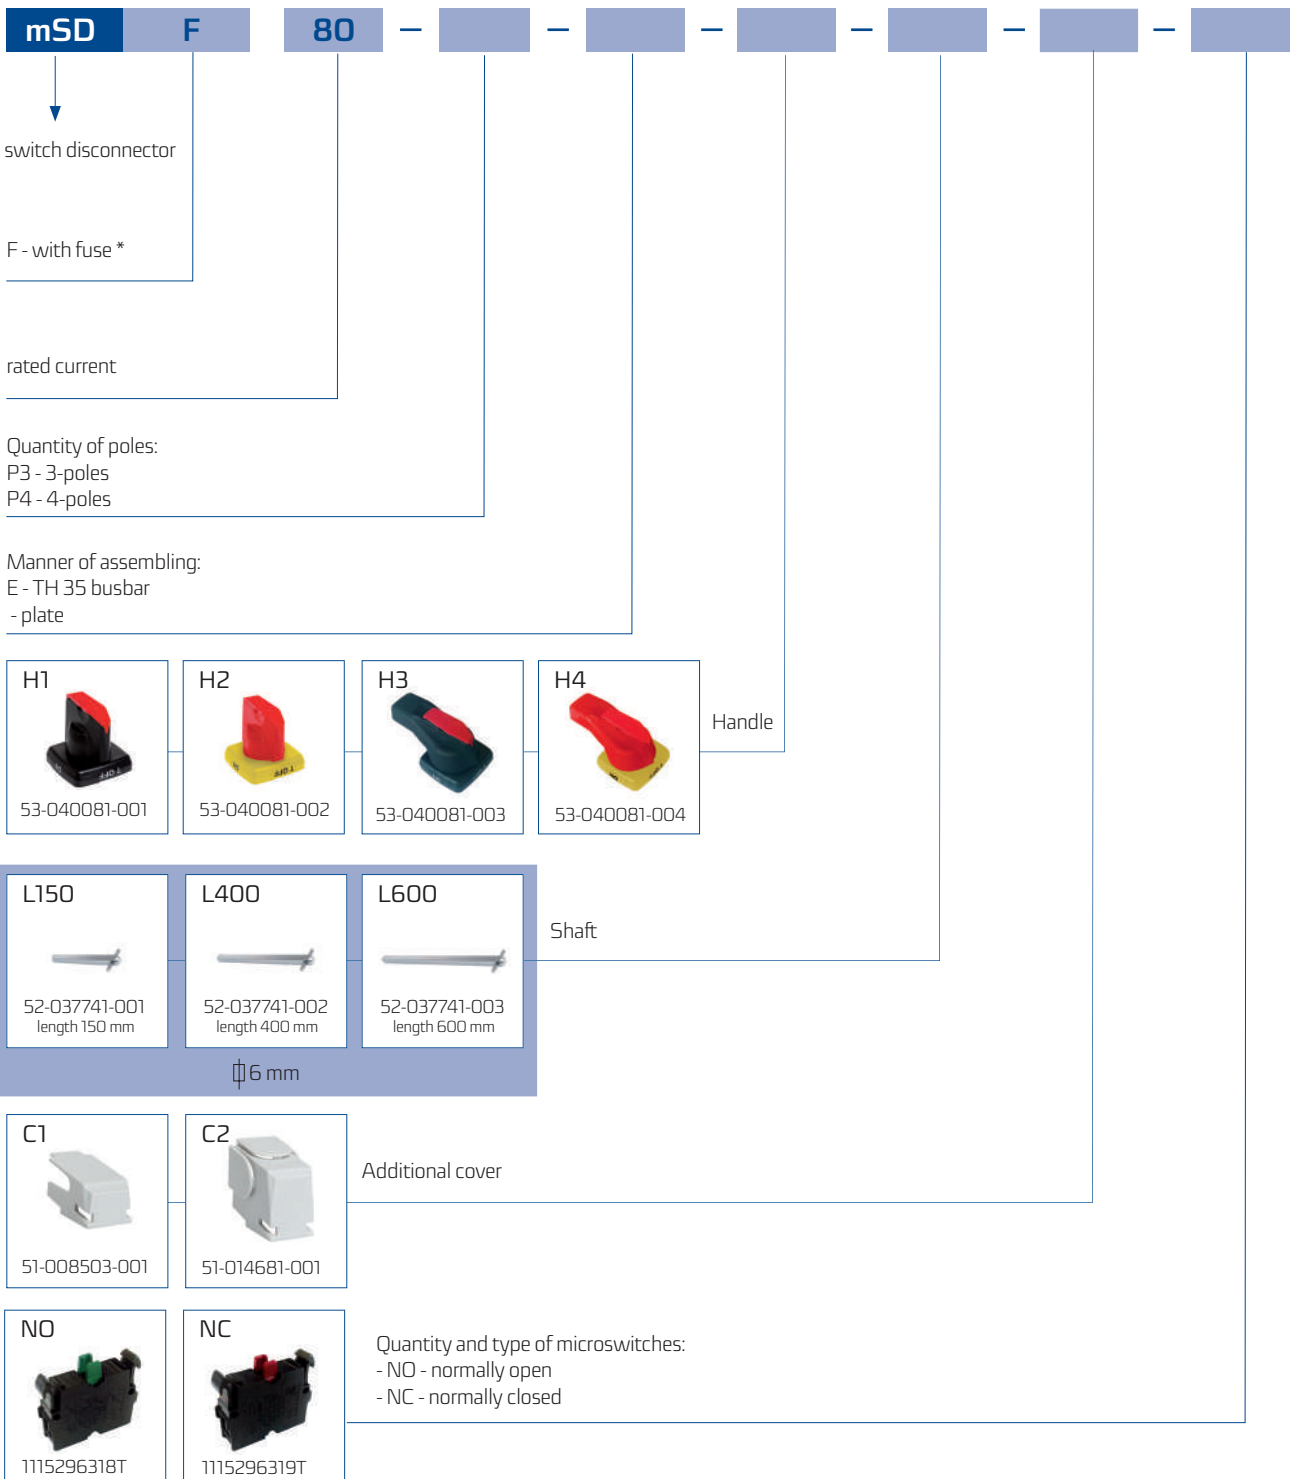 mSD F 80 – – – – – –
switch disconnector
F - with fuse *
rated current
Quantity of poles:
P3 - 3-poles
P4 - 4-poles
Manner of assembling:
E - TH 35 busbar
- plate
H1 H2 H3 H4
Handle
53-040081-001 53-040081-002 53-040081-003 53-040081-004
L150 L400 L600
Shaft
52-037741-001 52-037741-002 52-037741-003
length 150 mm length 400 mm length 600 mm
6 mm
C1 C2
Additional cover
51-008503-001 51-014681-001
NO NC
Quantity and type of microswitches:
- NO - normally open
- NC - normally closed
1115296318T 1115296319T